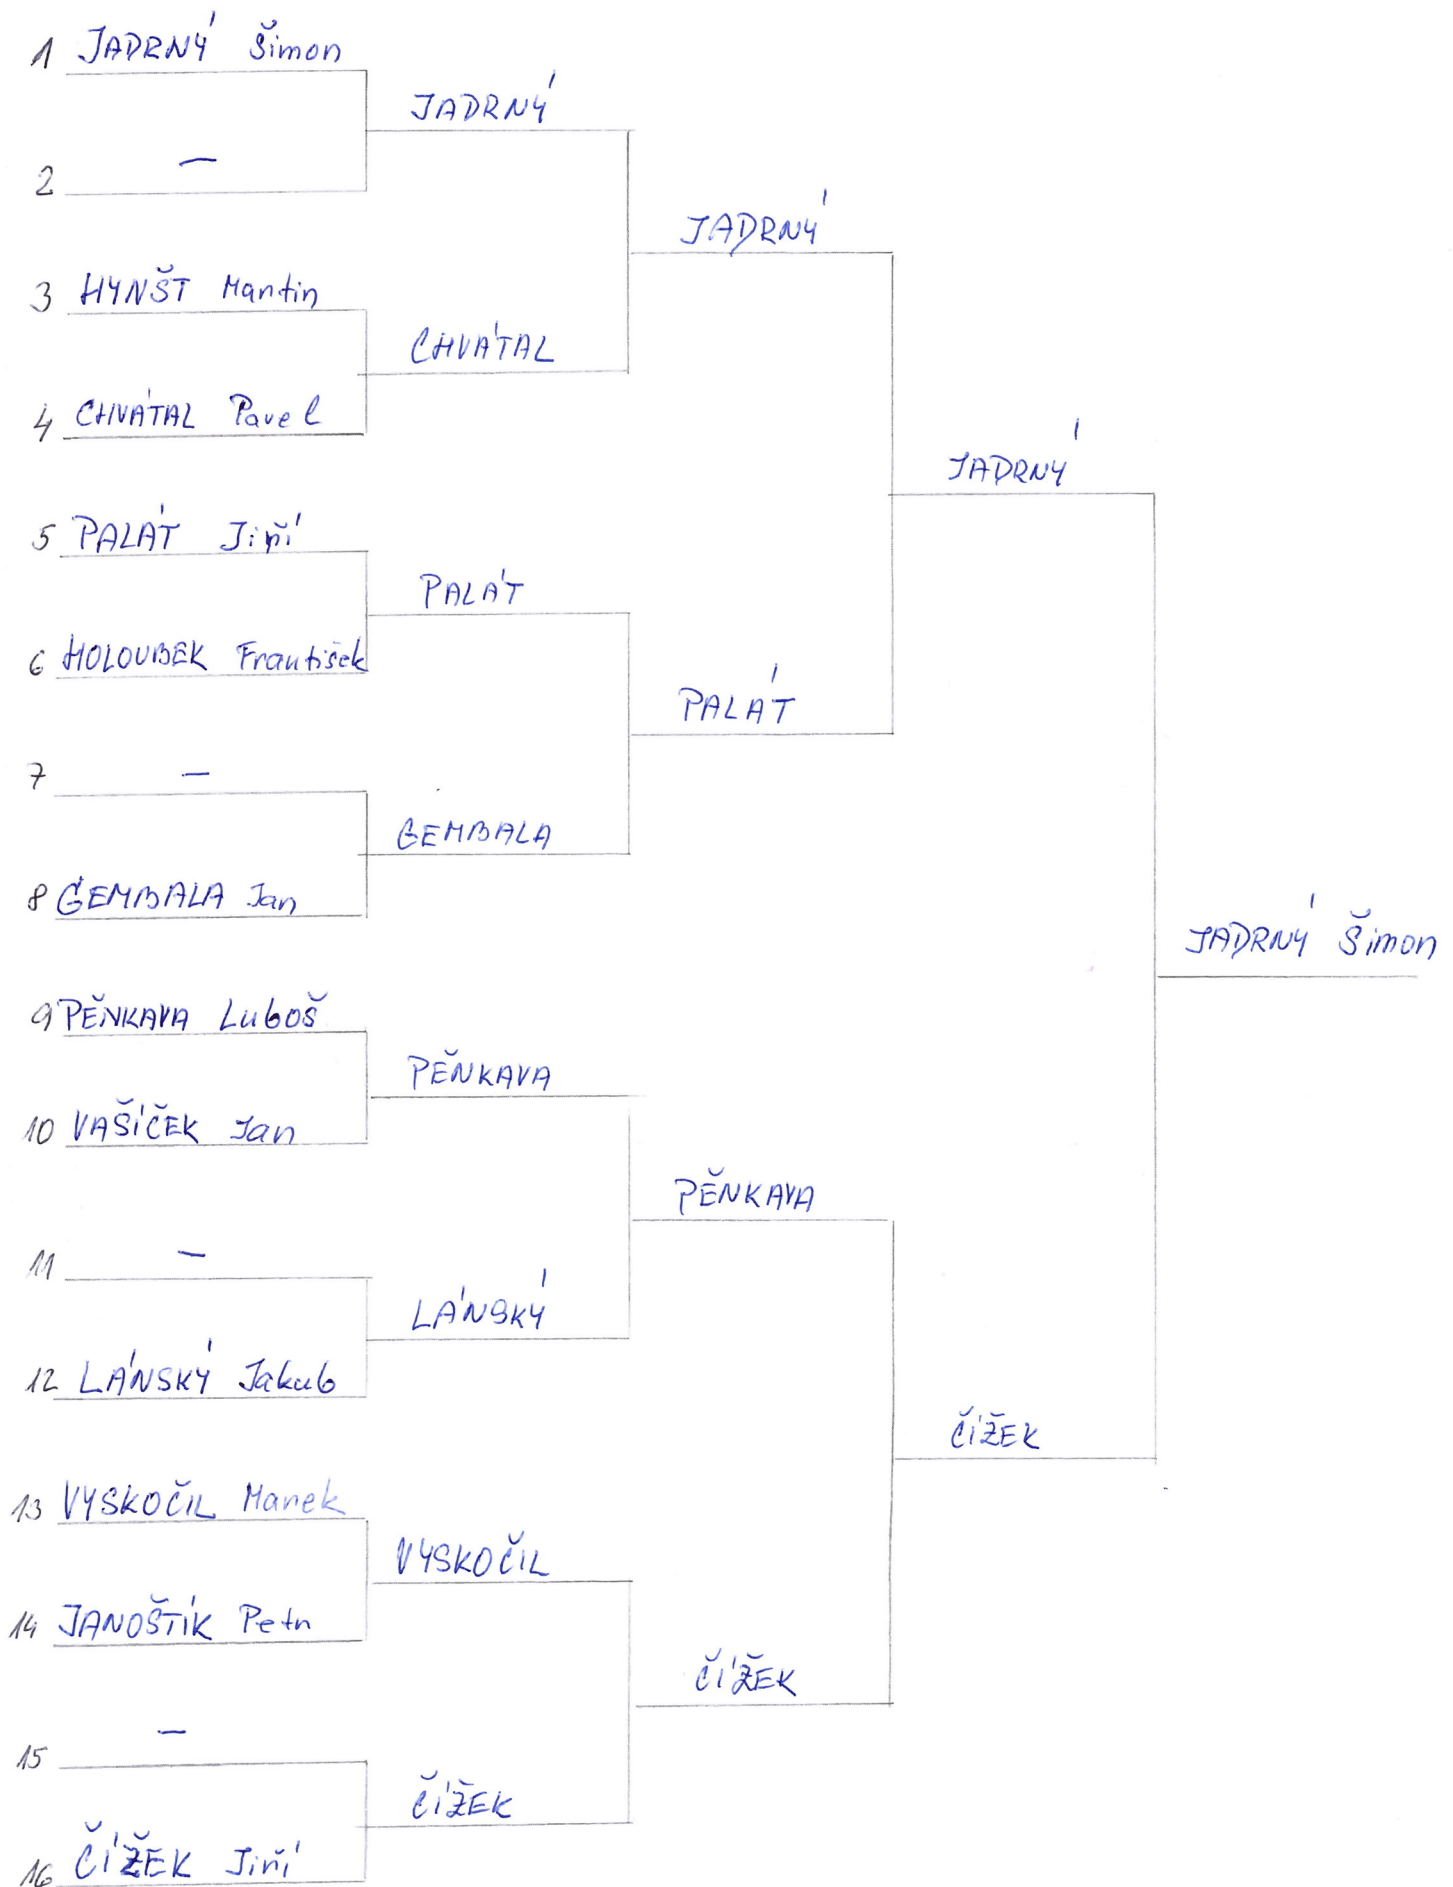 1 JADRNÝ Šimon
JADRNÝ
2 —
JADRNÝ
3 HYNŠT Martin
CHVÁTAL
4 CHVÁTAL Pavel
JADRNÝ
5 PALÁT Jiří
PALÁT
6 HOLOUBEK František
PALÁT
7 —
GEMBALA
8 GEMBALA Jan
JADRNÝ Šimon
9 PĚNKAVA Luboš
PĚNKAVA
10 VAŠÍČEK Jan
PĚNKAVA
11 —
LÁNSKÝ
12 LÁNSKÝ Jakub
ČÍŽEK
13 VYSKOČIL Marek
VYSKOČIL
14 JANOŠTÍK Petr
ČÍŽEK
15 —
ČÍŽEK
16 ČÍŽEK Jiří